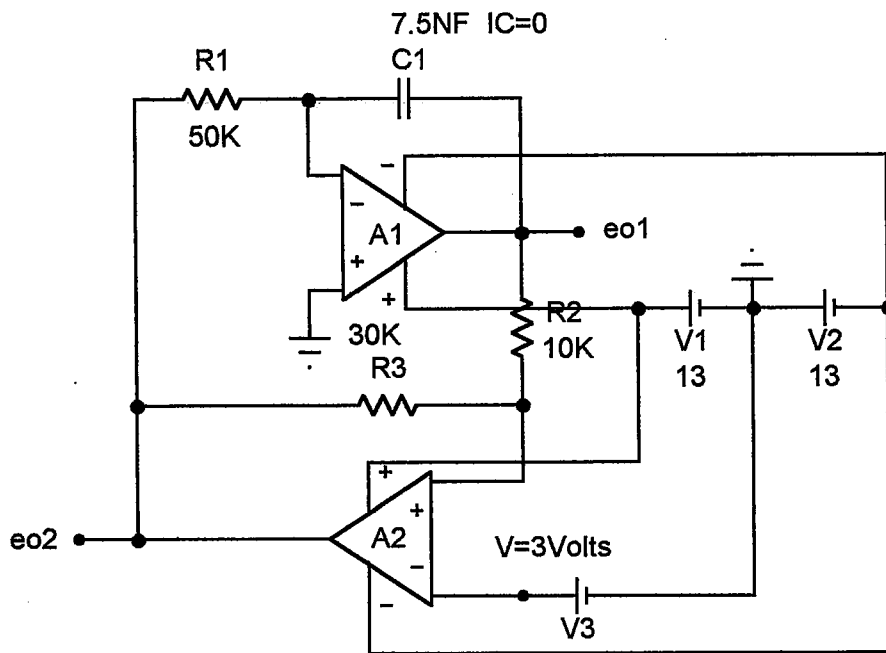 7.5NF IC=0
R1
C1
50K
−
−
A1
eo1
+
+
30K
R2
10K
V1
V2
13
13
R3
+
+
eo2
A2
V=3Volts
−
−
V3